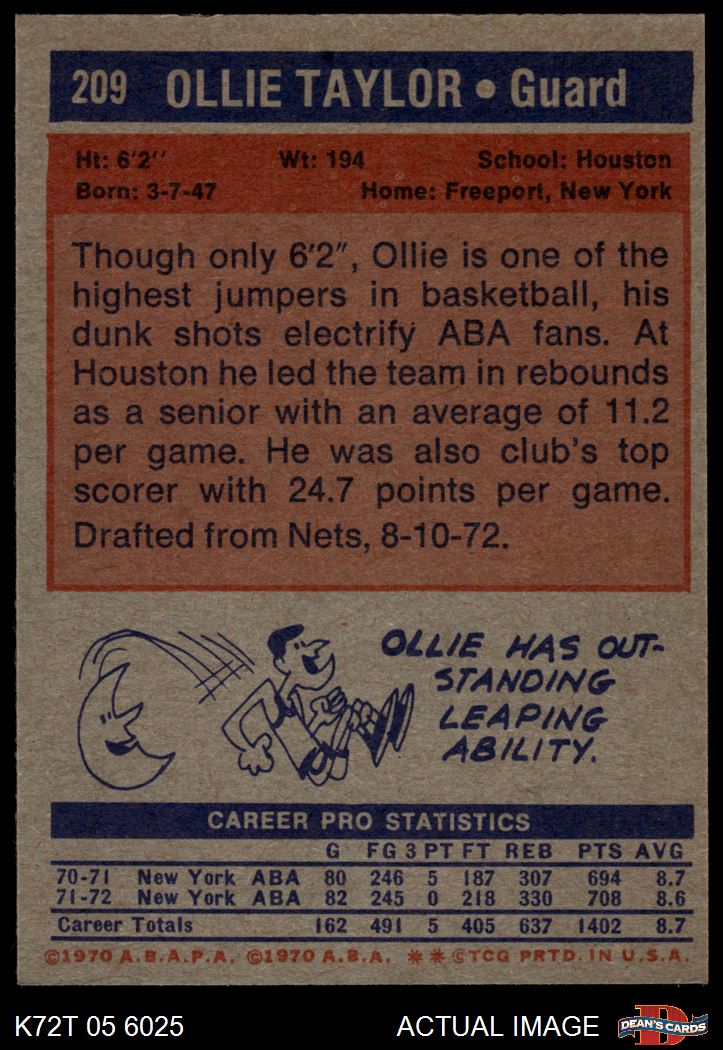 209 OLLIE TAYLOR • Guard
Ht: 6'2'' Wt: 194 School: Houston
Born: 3-7-47 Home: Freeport, New York
Though only 6'2", Ollie is one of the
highest jumpers in basketball, his
dunk shots electrify ABA fans. At
Houston he led the team in rebounds
as a senior with an average of 11.2
per game. He was also club's top
scorer with 24.7 points per game.
Drafted from Nets, 8-10-72.
OLLIE HAS OUT-
STANDING
LEAPING
ABILITY.
CAREER PRO STATISTICS
G FG 3 PT FT REB PTS AVG
70-71 New York ABA 80 246 5 187 307 694 8.7
71-72 New York ABA 82 245 0 218 330 708 8.6
Career Totals 162 491 5 405 637 1402 8.7
©1970 A.B.A.P.A. ©1970 A.B.A. ** ©TCG PRTD. IN U.S.A.
K72T 05 6025 ACTUAL IMAGE D DEAN'S CARDS